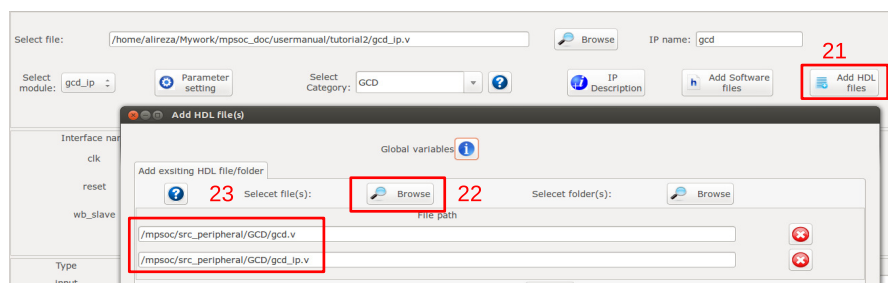 Select file: /home/alireza/Mywork/mpsoc_doc/usermanual/tutorial2/gcd_ip.v Browse IP name: gcd
21
Select module: gcd_ip Parameter setting Select Category: GCD IP Description Add Software files Add HDL files
Add HDL file(s)
Interface nar
Global variables
clk
Add exsiting HDL file/folder
reset
23 Selecet file(s): Browse 22 Selecet folder(s): Browse
wb_slave
File path
/mpsoc/src_peripheral/GCD/gcd.v
/mpsoc/src_peripheral/GCD/gcd_ip.v
Type